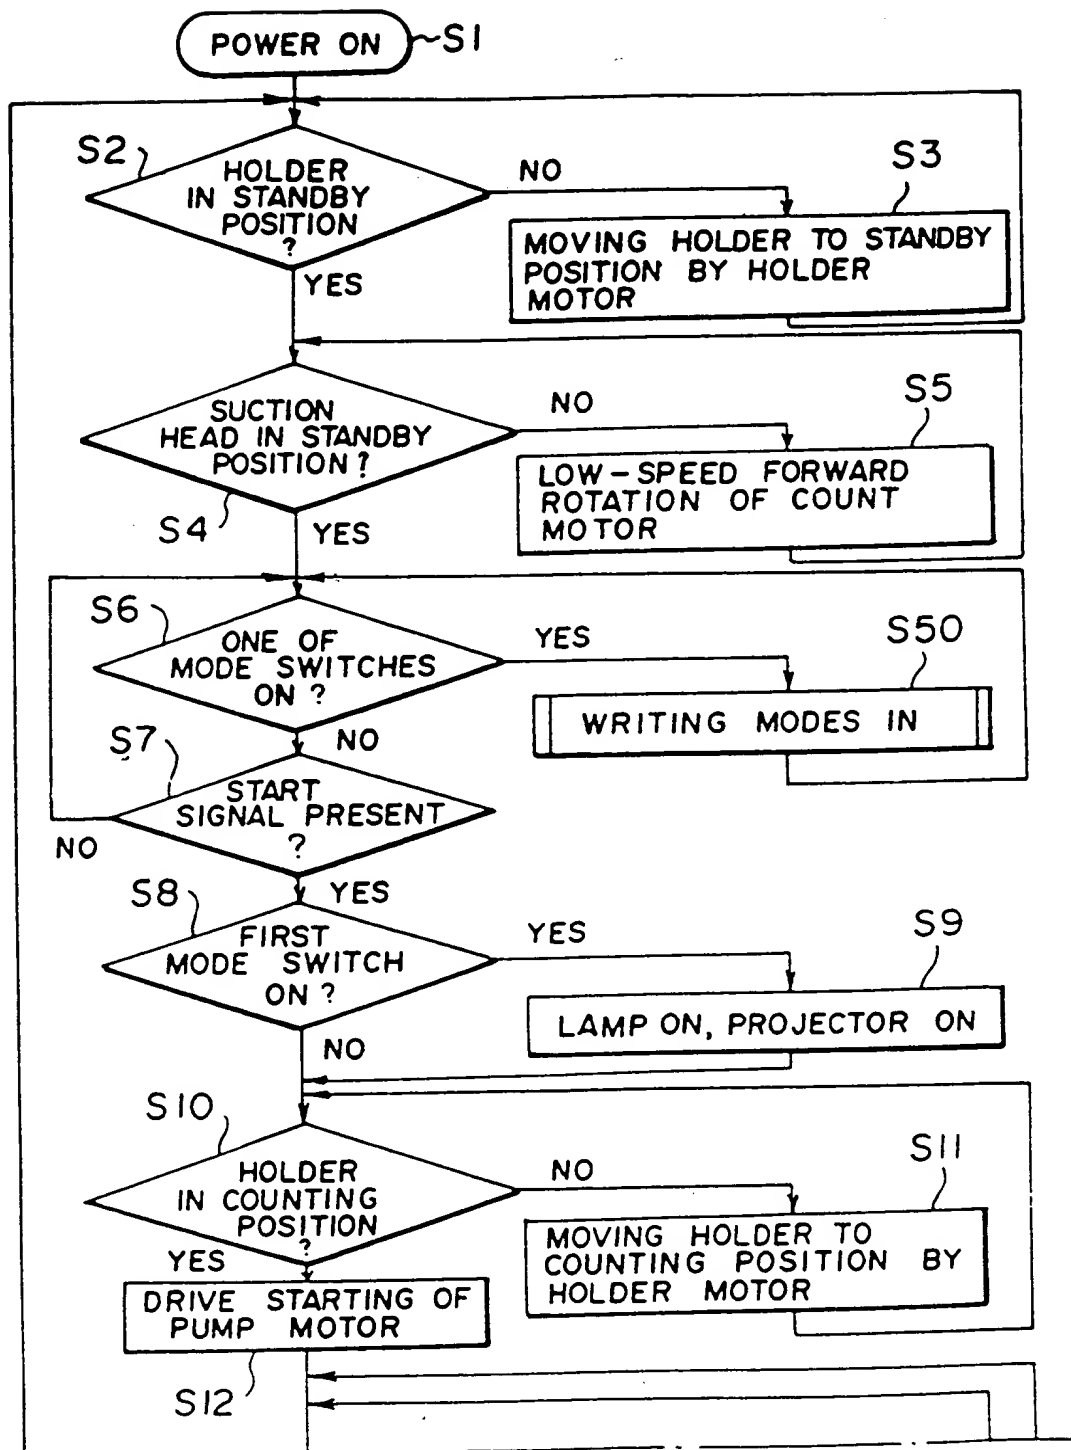 POWER ON
S1
S2
HOLDER
IN STANDBY
POSITION
?
NO
S3
MOVING HOLDER TO STANDBY
POSITION BY HOLDER
MOTOR
YES
SUCTION
HEAD IN STANDBY
POSITION?
S4
NO
S5
LOW-SPEED FORWARD
ROTATION OF COUNT
MOTOR
YES
S6
ONE OF
MODE SWITCHES
ON ?
YES
S50
WRITING MODES IN
NO
S7
START
SIGNAL PRESENT
?
NO
YES
S8
FIRST
MODE SWITCH
ON ?
YES
S9
LAMP ON, PROJECTOR ON
NO
S10
HOLDER
IN COUNTING
POSITION
?
NO
S11
MOVING HOLDER TO
COUNTING POSITION BY
HOLDER MOTOR
YES
DRIVE STARTING OF
PUMP MOTOR
S12